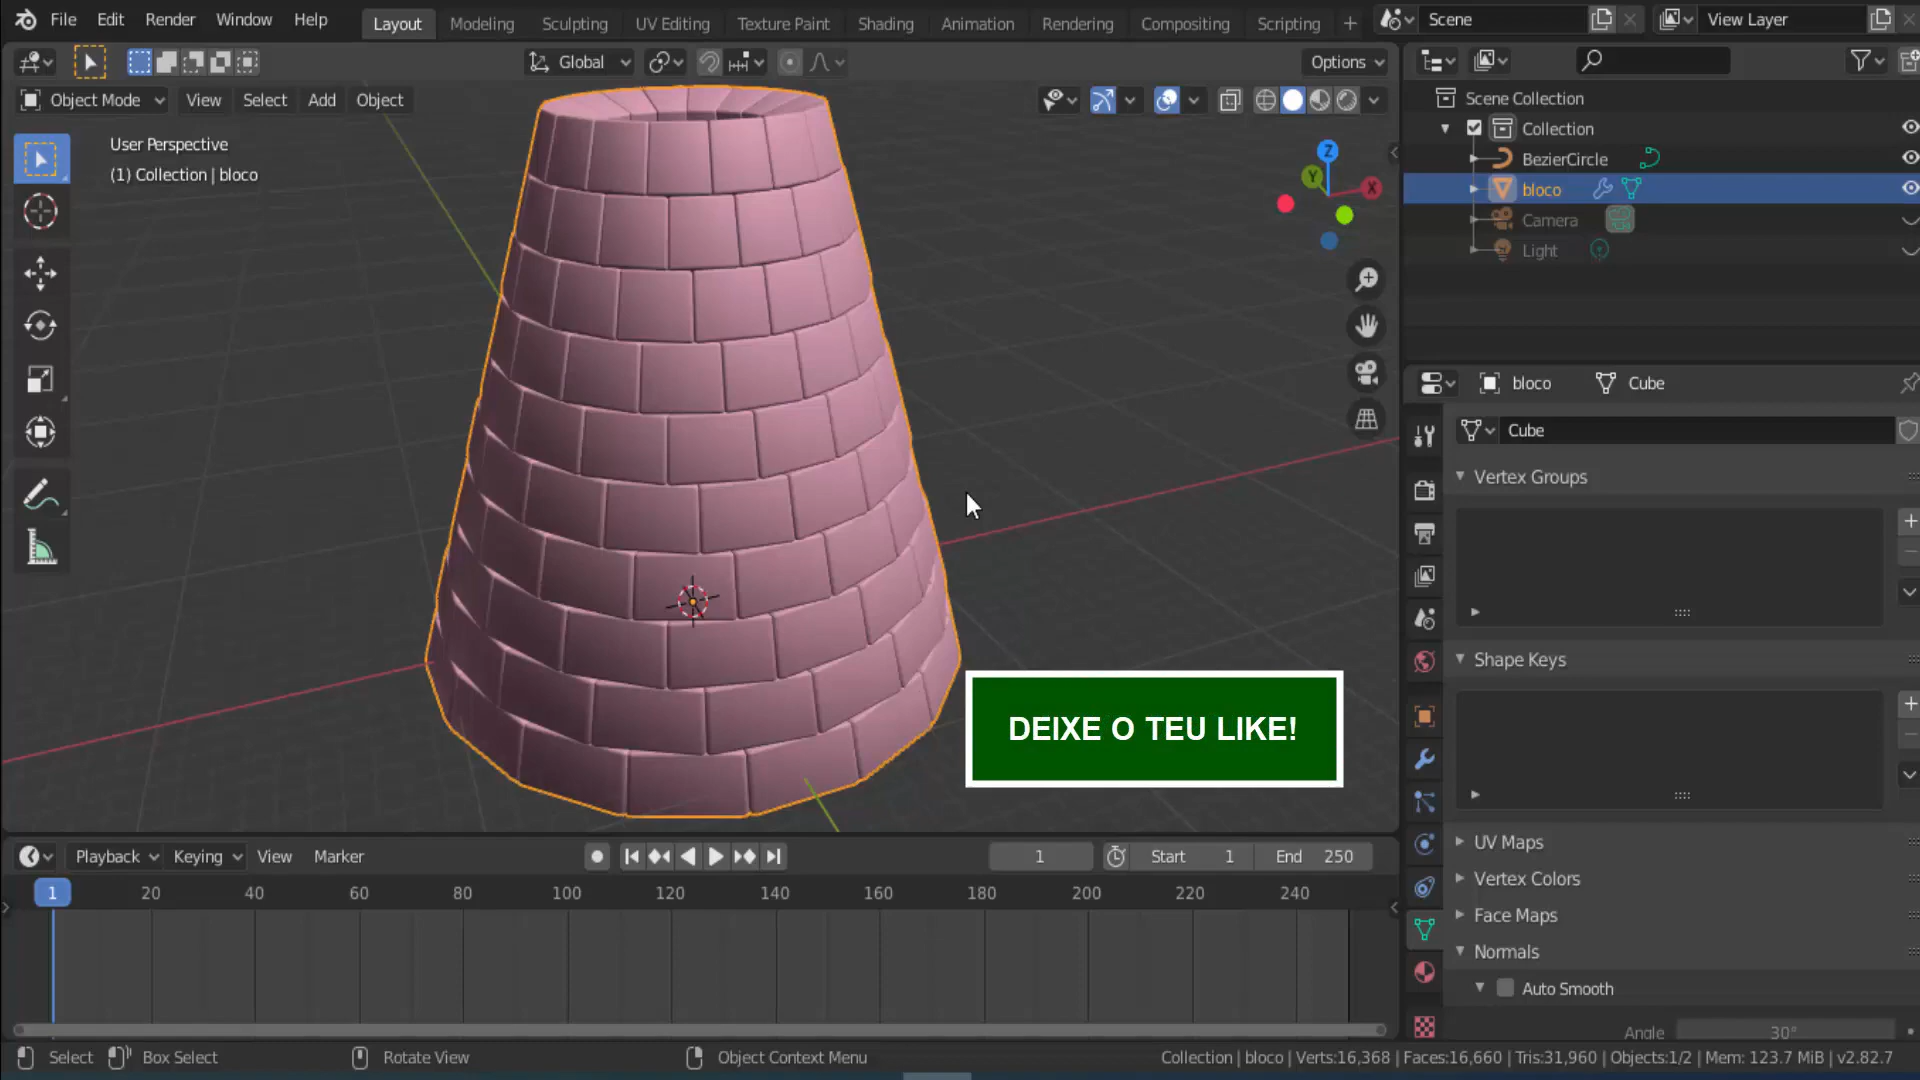 File Edit Render Window Help
Layout Modeling Sculpting UV Editing Texture Paint Shading Animation Rendering Compositing Scripting +
Scene
View Layer
Global
Options
Object Mode View Select Add Object
User Perspective
(1) Collection | bloco
Z
Y
X
Scene Collection
Collection
BezierCircle
bloco
Camera
Light
bloco Cube
Cube
Vertex Groups
Shape Keys
UV Maps
Vertex Colors
Face Maps
Normals
Auto Smooth
Angle 30°
DEIXE O TEU LIKE!
Playback Keying View Marker
1 Start 1 End 250
1 20 40 60 80 100 120 140 160 180 200 220 240
Select Box Select Rotate View Object Context Menu
Collection | bloco | Verts:16,368 | Faces:16,660 | Tris:31,960 | Objects:1/2 | Mem: 123.7 MiB | v2.82.7